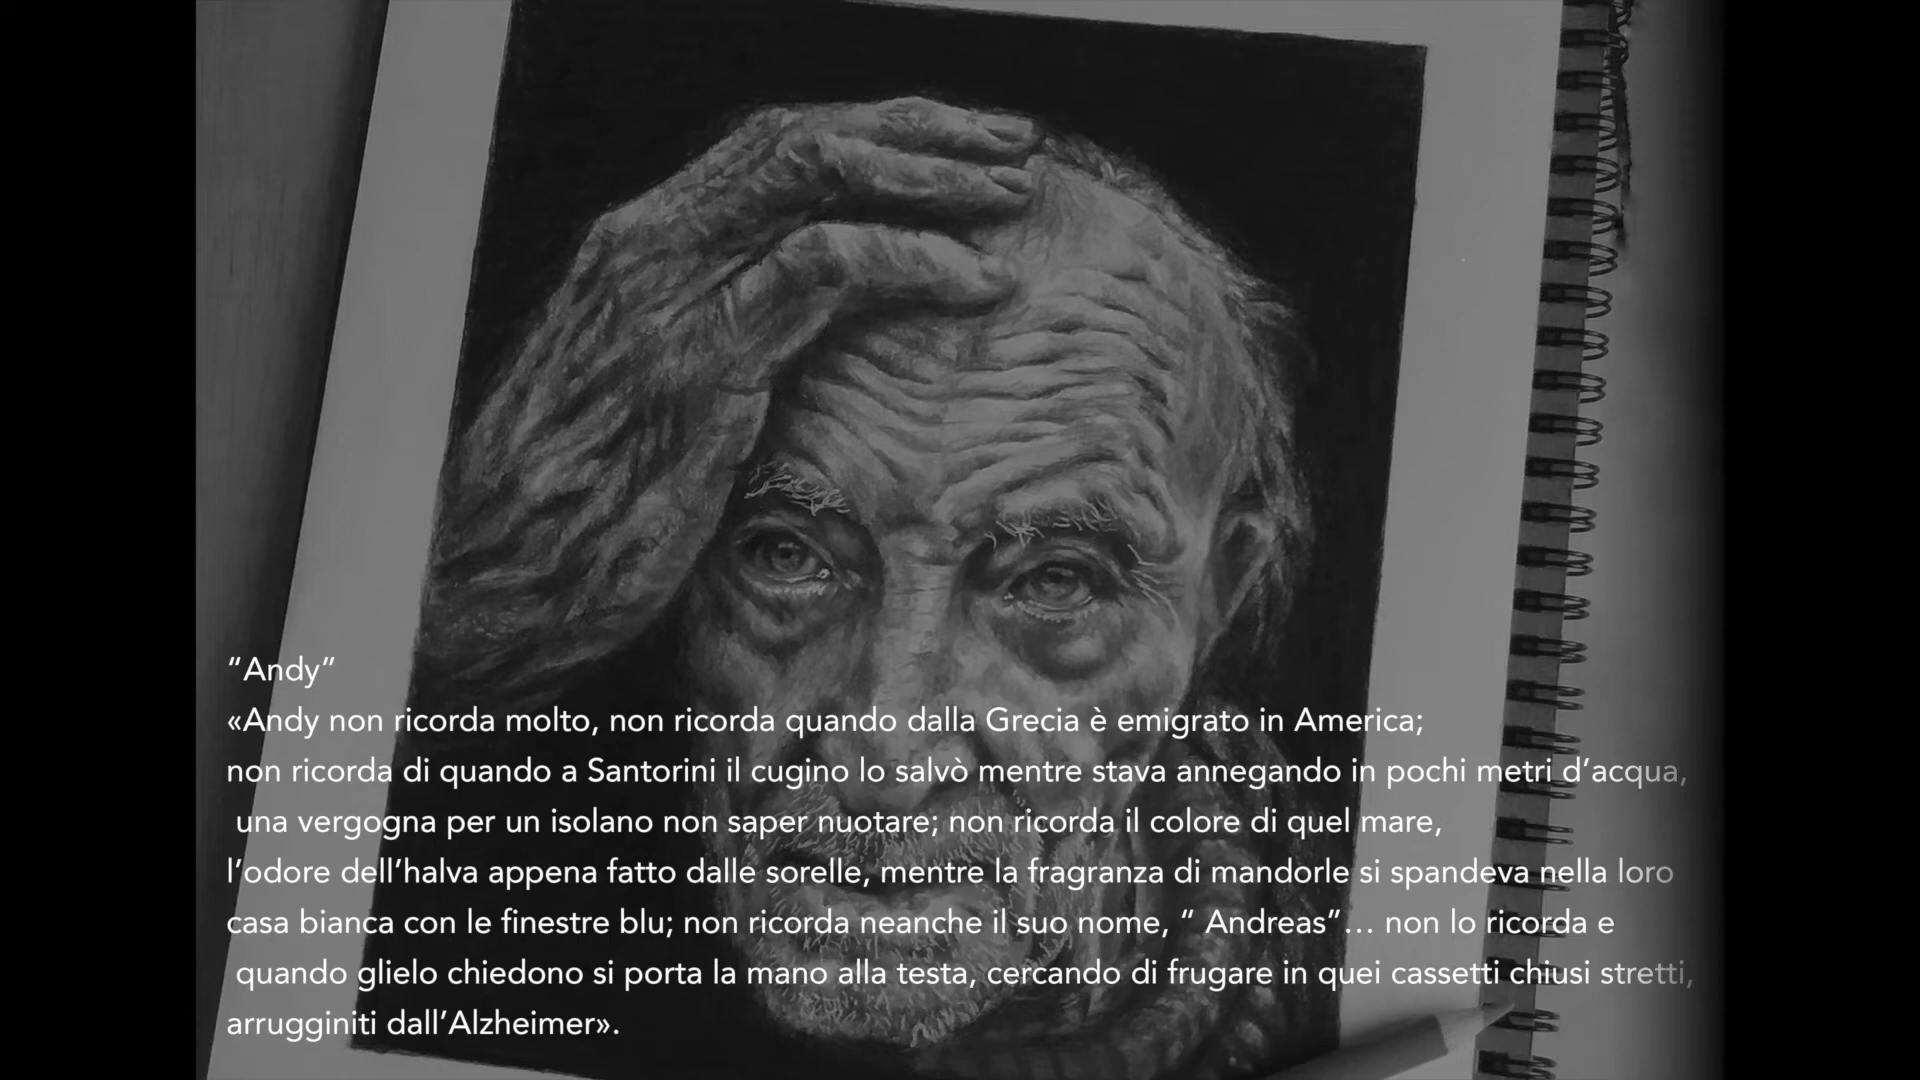 “Andy”
«Andy non ricorda molto, non ricorda quando dalla Grecia è emigrato in America;
non ricorda di quando a Santorini il cugino lo salvò mentre stava annegando in pochi metri d’acqua,
una vergogna per un isolano non saper nuotare; non ricorda il colore di quel mare,
l’odore dell’halva appena fatto dalle sorelle, mentre la fragranza di mandorle si spandeva nella loro
casa bianca con le finestre blu; non ricorda neanche il suo nome, “ Andreas”… non lo ricorda e
quando glielo chiedono si porta la mano alla testa, cercando di frugare in quei cassetti chiusi stretti,
arrugginiti dall’Alzheimer».